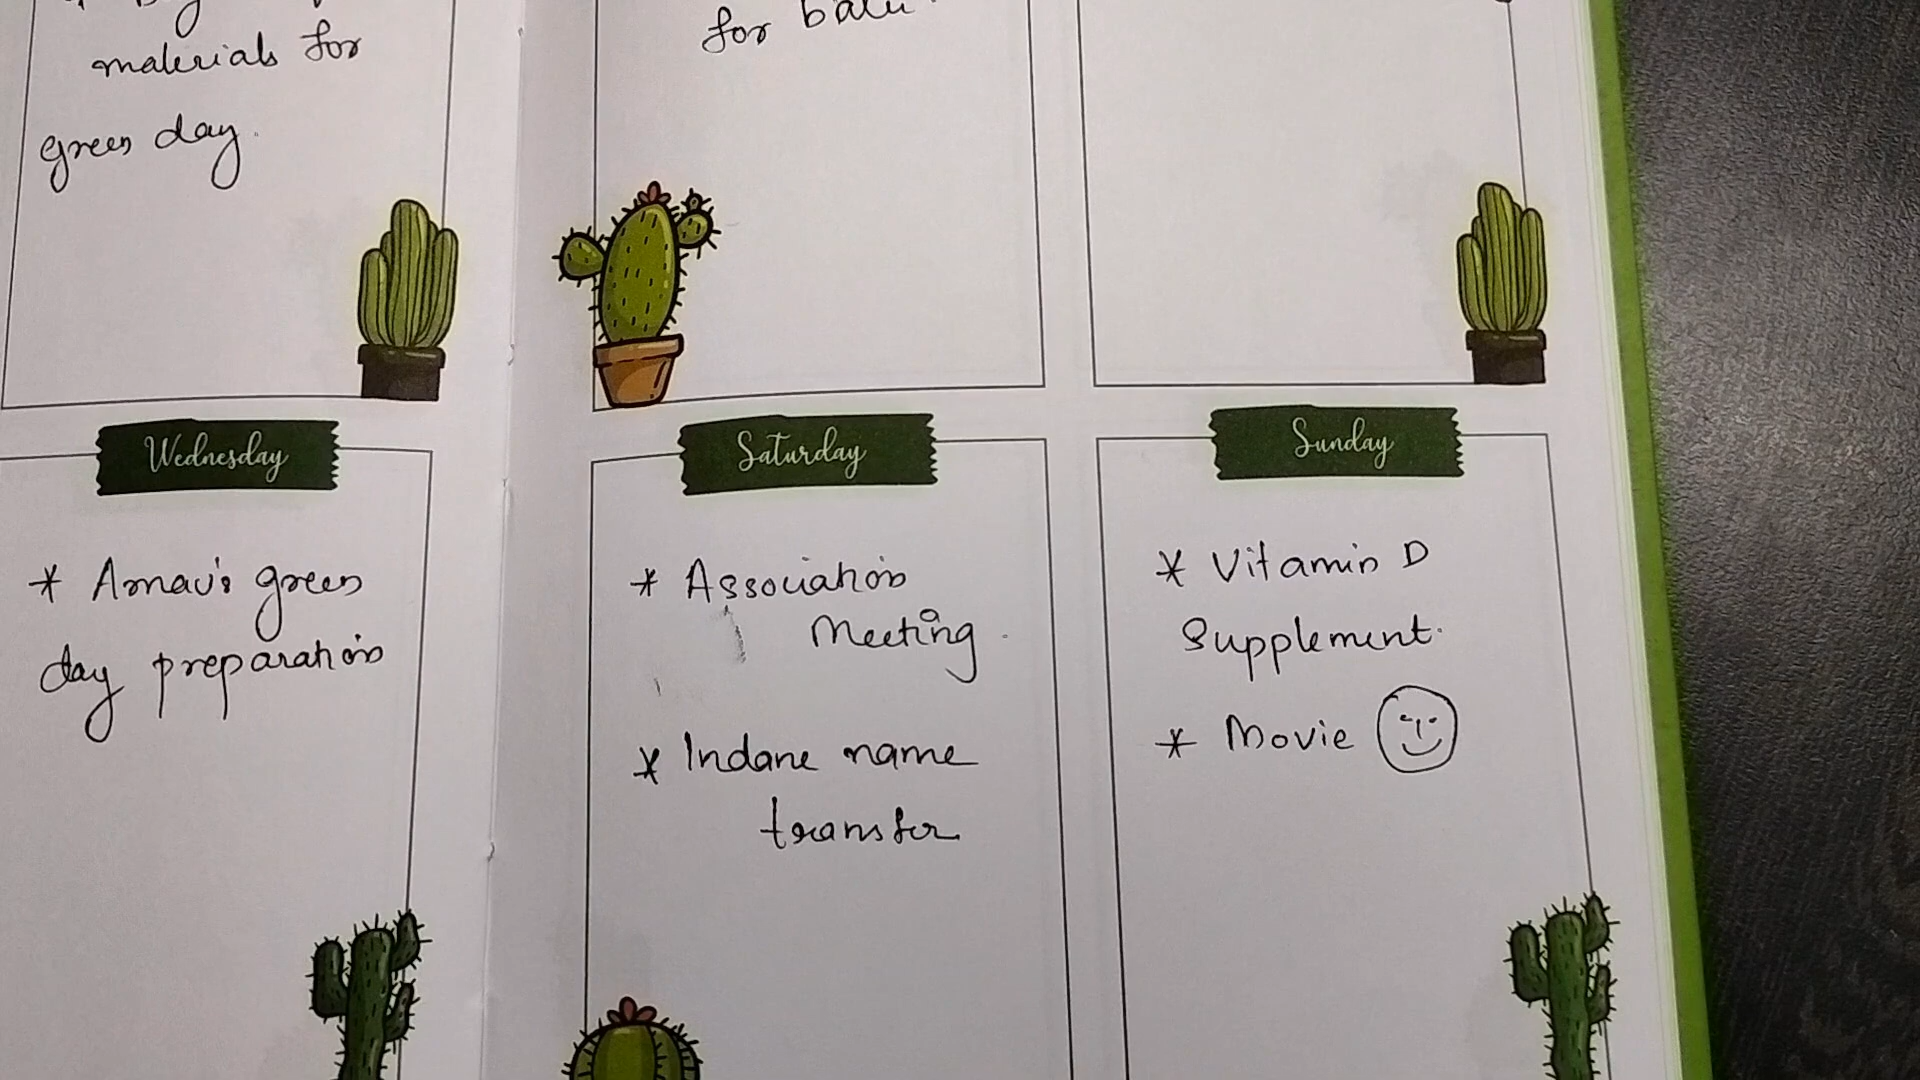 materials for
green day.
for balu.
Wednesday
* Arnav's green
day preparation
Saturday
* Association
Meeting.
* Indane name
transfer
Sunday
* Vitamin D
Supplement.
* Movie